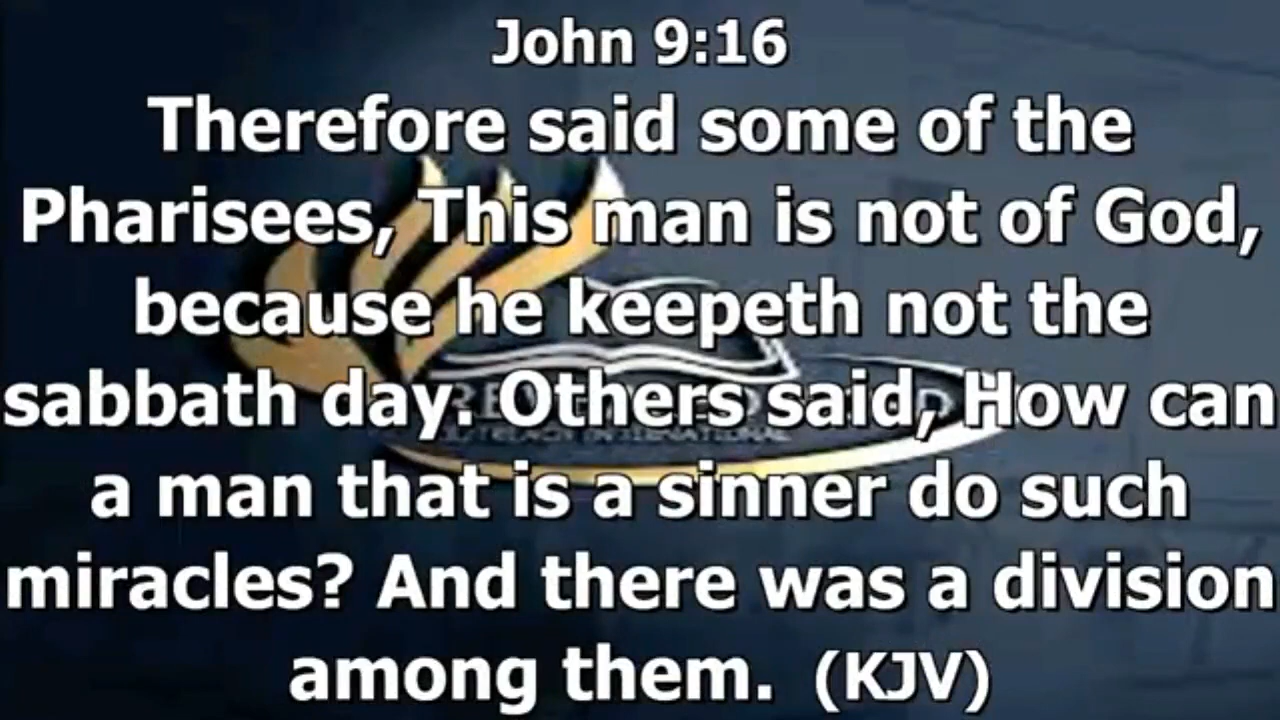 John 9:16
Therefore said some of the
Pharisees, This man is not of God,
because he keepeth not the
sabbath day. Others said, How can
a man that is a sinner do such
miracles? And there was a division
among them. (KJV)
OUTREACH INTERNATIONAL